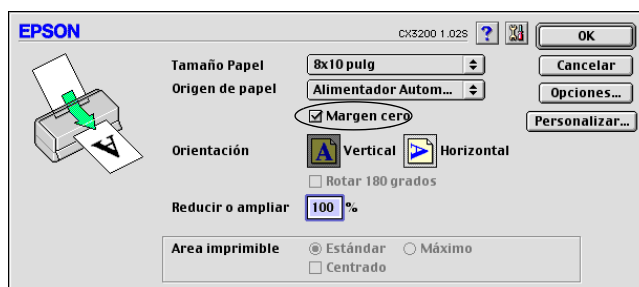 EPSON CX3200 1.02S ? OK
Tamaño Papel 8x10 pulg Cancelar
Origen de papel Alimentador Autom... Opciones...
Margen cero Personalizar...
Orientación A Vertical A Horizontal
Rotar 180 grados
Reducir o ampliar 100 %
Area imprimible Estándar Máximo
Centrado
A